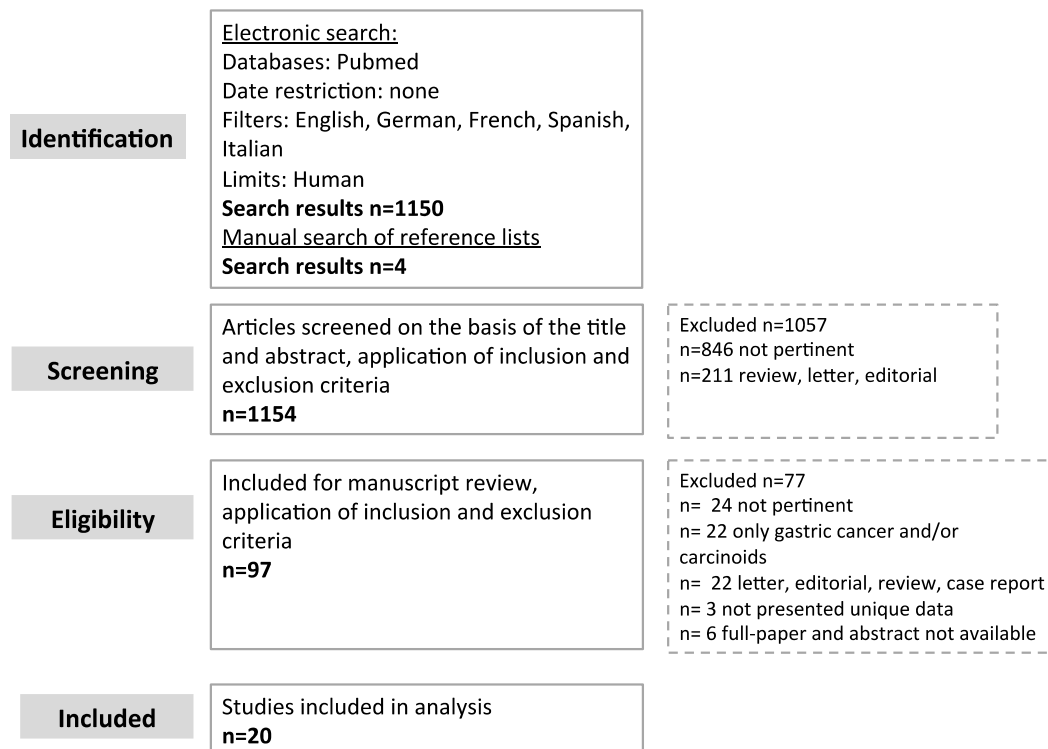 Identification
Electronic search:
Databases: Pubmed
Date restriction: none
Filters: English, German, French, Spanish,
Italian
Limits: Human
Search results n=1150
Manual search of reference lists
Search results n=4
Screening
Articles screened on the basis of the title
and abstract, application of inclusion and
exclusion criteria
n=1154
Excluded n=1057
n=846 not pertinent
n=211 review, letter, editorial
Eligibility
Included for manuscript review,
application of inclusion and exclusion
criteria
n=97
Excluded n=77
n= 24 not pertinent
n= 22 only gastric cancer and/or
carcinoids
n= 22 letter, editorial, review, case report
n= 3 not presented unique data
n= 6 full-paper and abstract not available
Included
Studies included in analysis
n=20